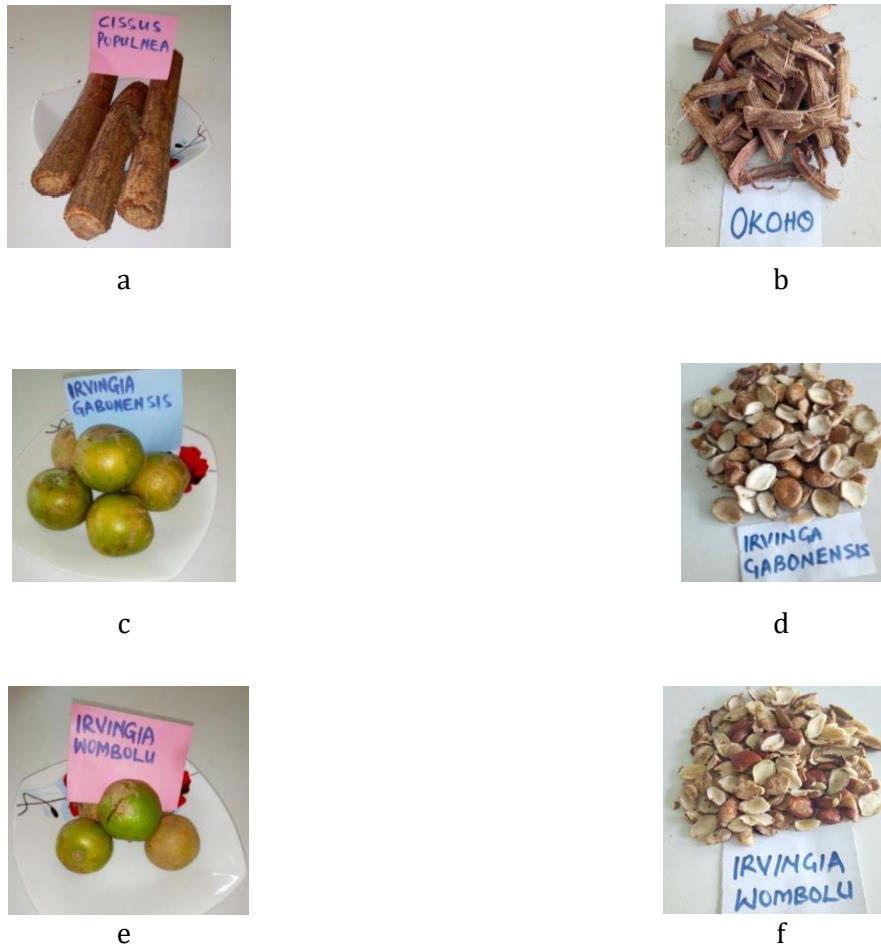 CISSUS
POPULNEA
OKOHO
a
b
IRVINGIA
GABONENSIS
IRVINGA
GABONENSIS
c
d
IRVINGIA
WOMBOLU
IRVINGIA
WOMBOLU
e
f